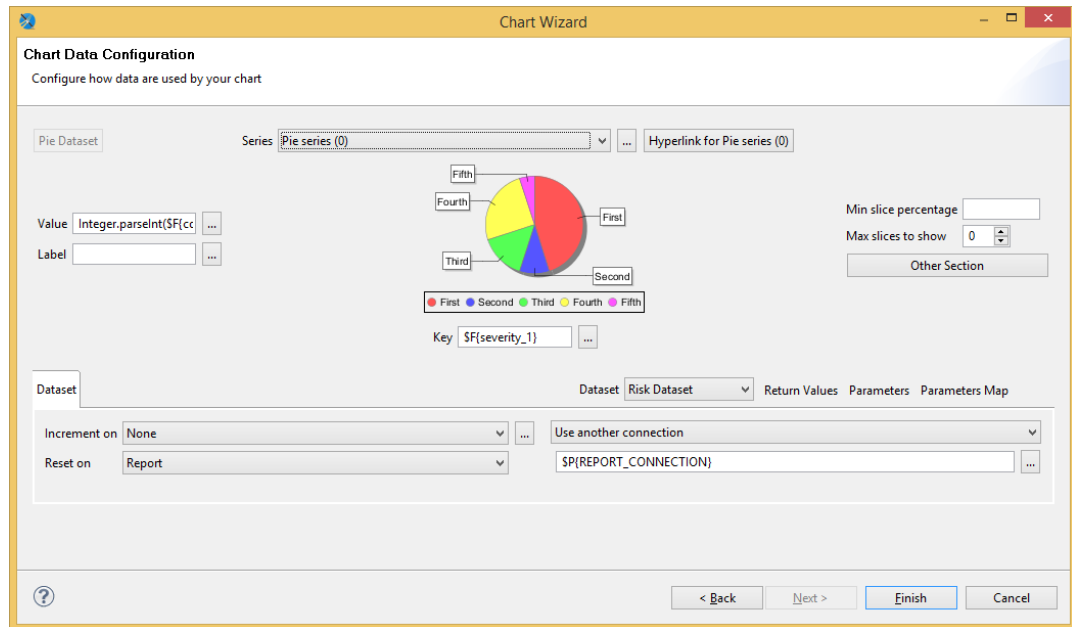 Chart Wizard
Chart Data Configuration
Configure how data are used by your chart
Pie Dataset Series Pie series (0) ... Hyperlink for Pie series (0)
Fifth
Fourth
First
Third
Second
Value Integer.parseInt($F{cc ...
Label ...
Min slice percentage
Max slices to show 0
Other Section
First Second Third Fourth Fifth
Key $F{severity_1} ...
Dataset Dataset Risk Dataset Return Values Parameters Parameters Map
Increment on None ... Use another connection
Reset on Report $P{REPORT_CONNECTION} ...
? < Back Next > Finish Cancel